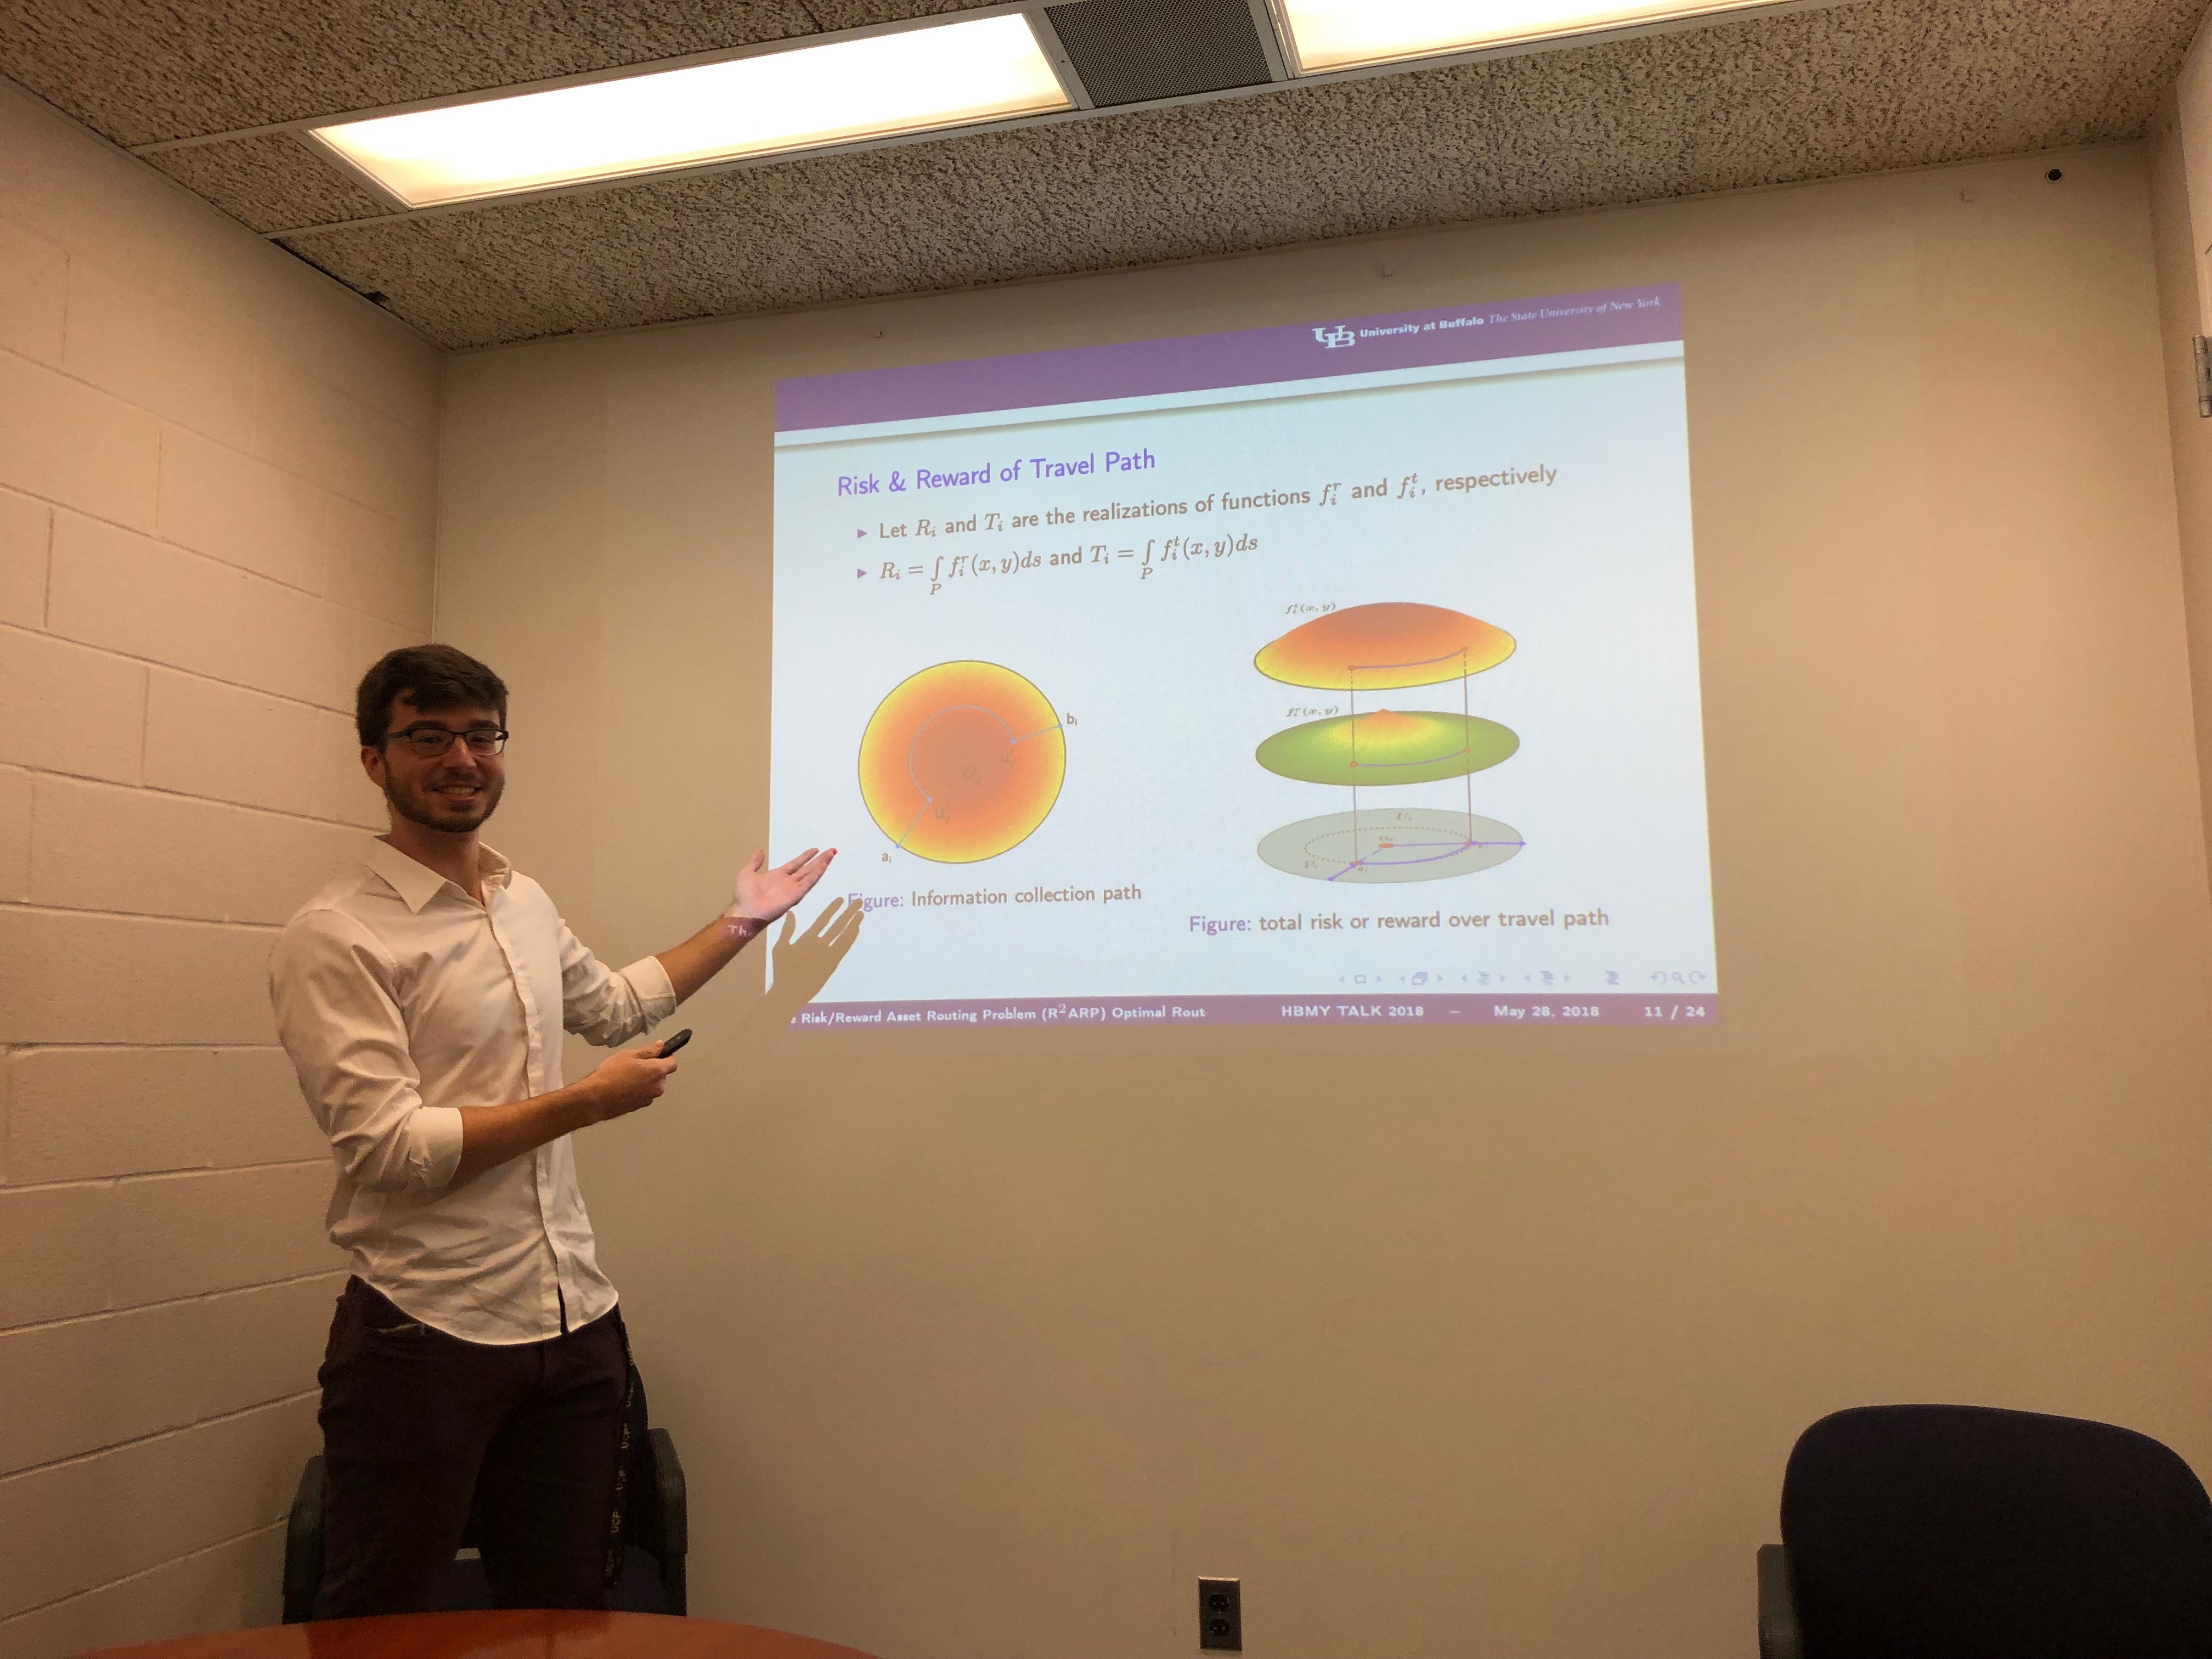 UB University at Buffalo The State University of New York
Risk & Reward of Travel Path
▶ Let Rᵢ and Tᵢ are the realizations of functions fᵢʳ and fᵢᵗ, respectively
▶ Rᵢ = ∫_P fᵢʳ(x, y)ds and Tᵢ = ∫_P fᵢᵗ(x, y)ds
bᵢ
aᵢ
Figure: Information collection path
Figure: total risk or reward over travel path
Risk/Reward Asset Routing Problem (R²ARP) Optimal Rout
HBMY TALK 2018 — May 28, 2018 11 / 24